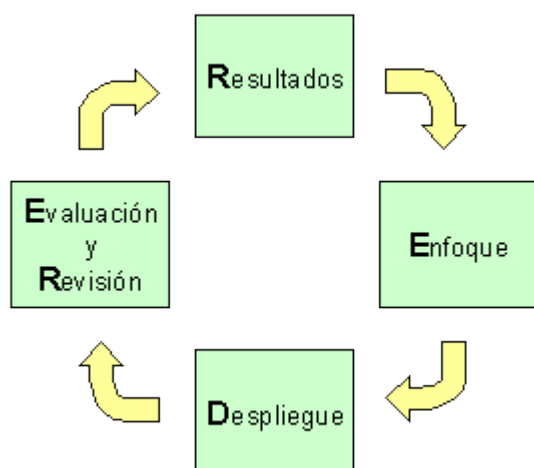 Resultados
Evaluación
y
Revisión
Enfoque
Despliegue